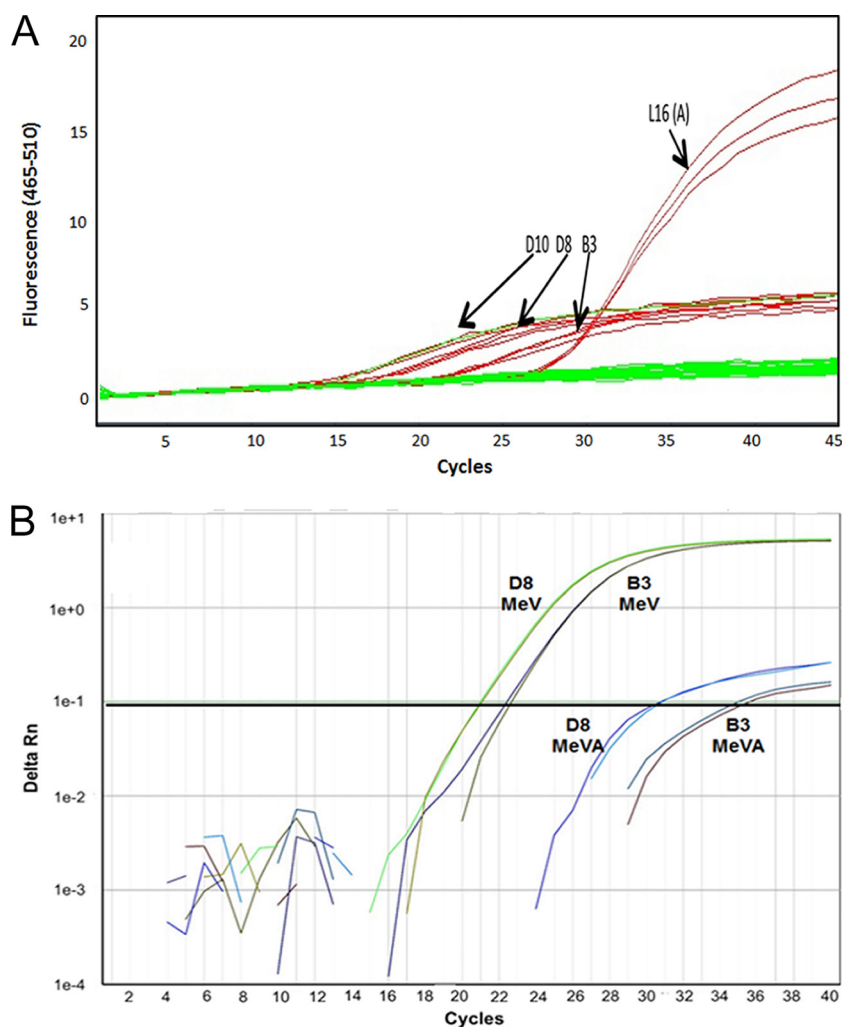 A
Fluorescence (465-510)
20
15
10
5
0
L16 (A)
D10 D8 B3
5 10 15 20 25 30 35 40 45
Cycles
B
Delta Rn
1e+1
1e+0
1e-1
1e-2
1e-3
1e-4
D8
MeV
B3
MeV
D8
MeVA
B3
MeVA
2 4 6 8 10 12 14 16 18 20 22 24 26 28 30 32 34 36 38 40
Cycles